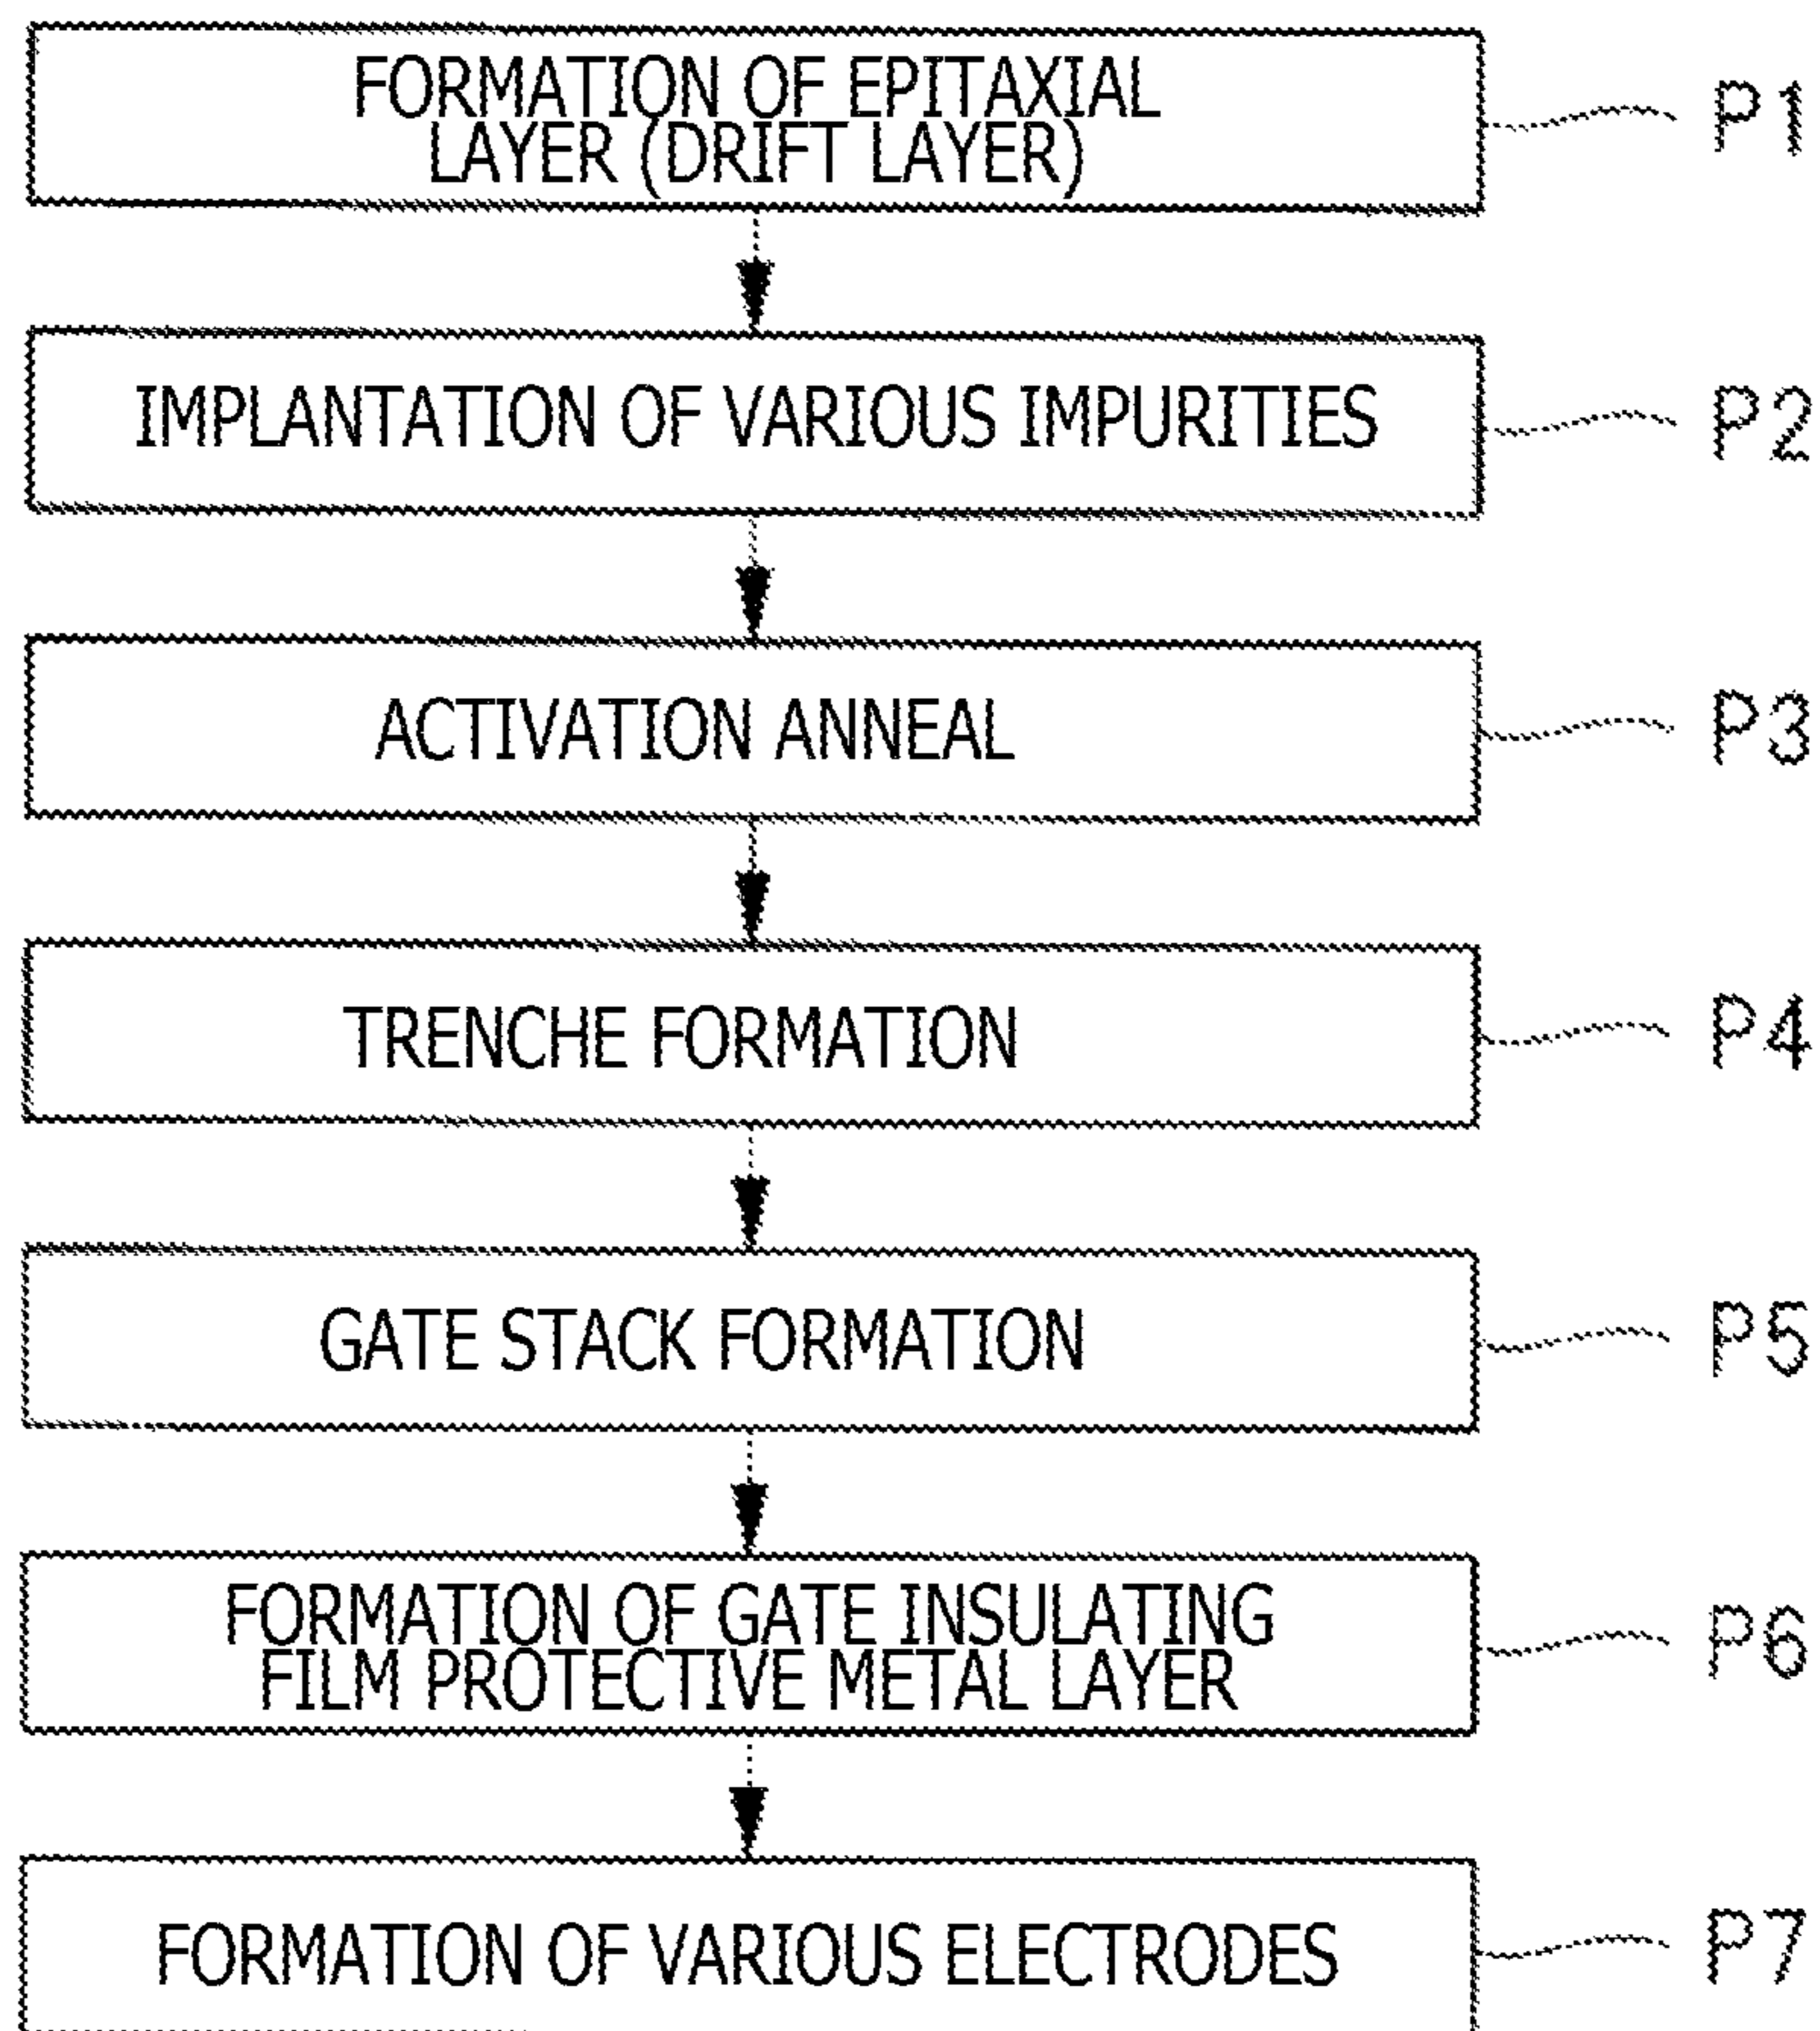 FORMATION OF EPITAXIAL
LAYER (DRIFT LAYER)
P1
IMPLANTATION OF VARIOUS IMPURITIES
P2
ACTIVATION ANNEAL
P3
TRENCHE FORMATION
P4
GATE STACK FORMATION
P5
FORMATION OF GATE INSULATING
FILM PROTECTIVE METAL LAYER
P6
FORMATION OF VARIOUS ELECTRODES
P7